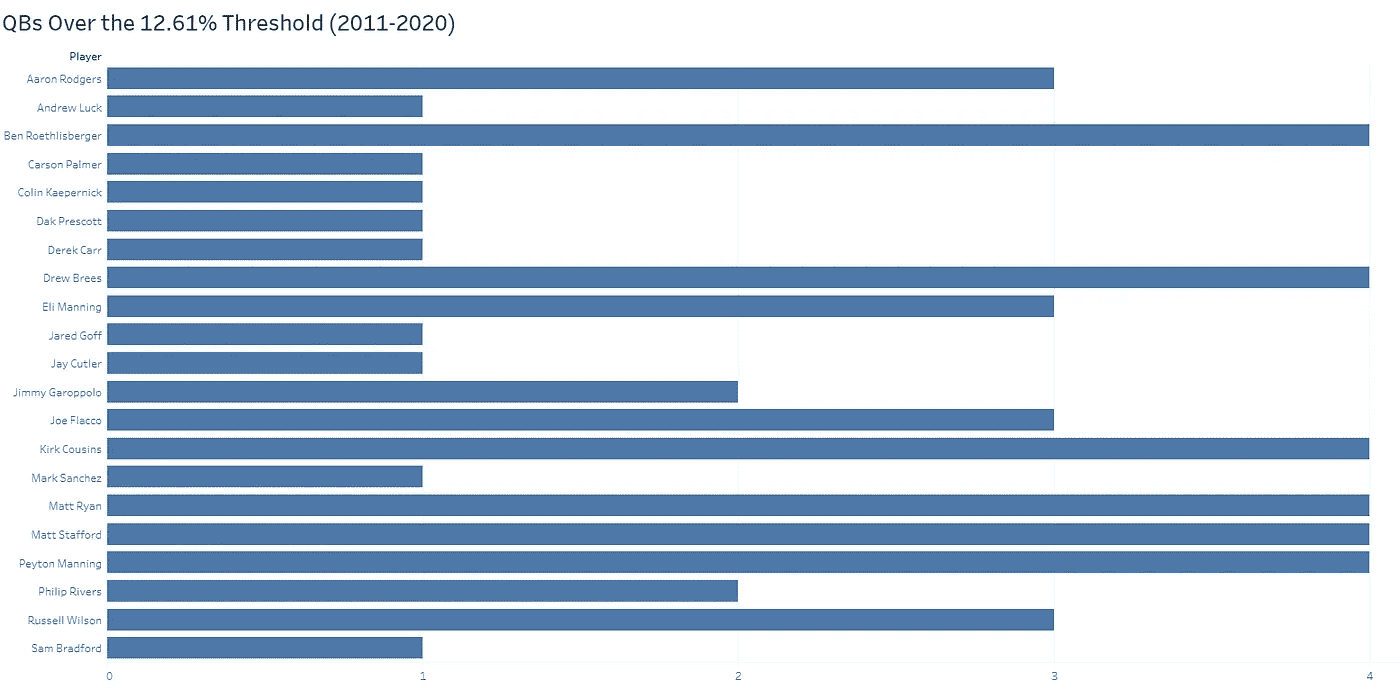 QBs Over the 12.61% Threshold (2011-2020)
Player
Aaron Rodgers
Andrew Luck
Ben Roethlisberger
Carson Palmer
Colin Kaepernick
Dak Prescott
Derek Carr
Drew Brees
Eli Manning
Jared Goff
Jay Cutler
Jimmy Garoppolo
Joe Flacco
Kirk Cousins
Mark Sanchez
Matt Ryan
Matt Stafford
Peyton Manning
Philip Rivers
Russell Wilson
Sam Bradford
0 1 2 3 4